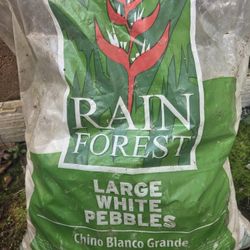 RAIN
FOREST
LARGE
WHITE
PEBBLES
Chino Blanco Grande